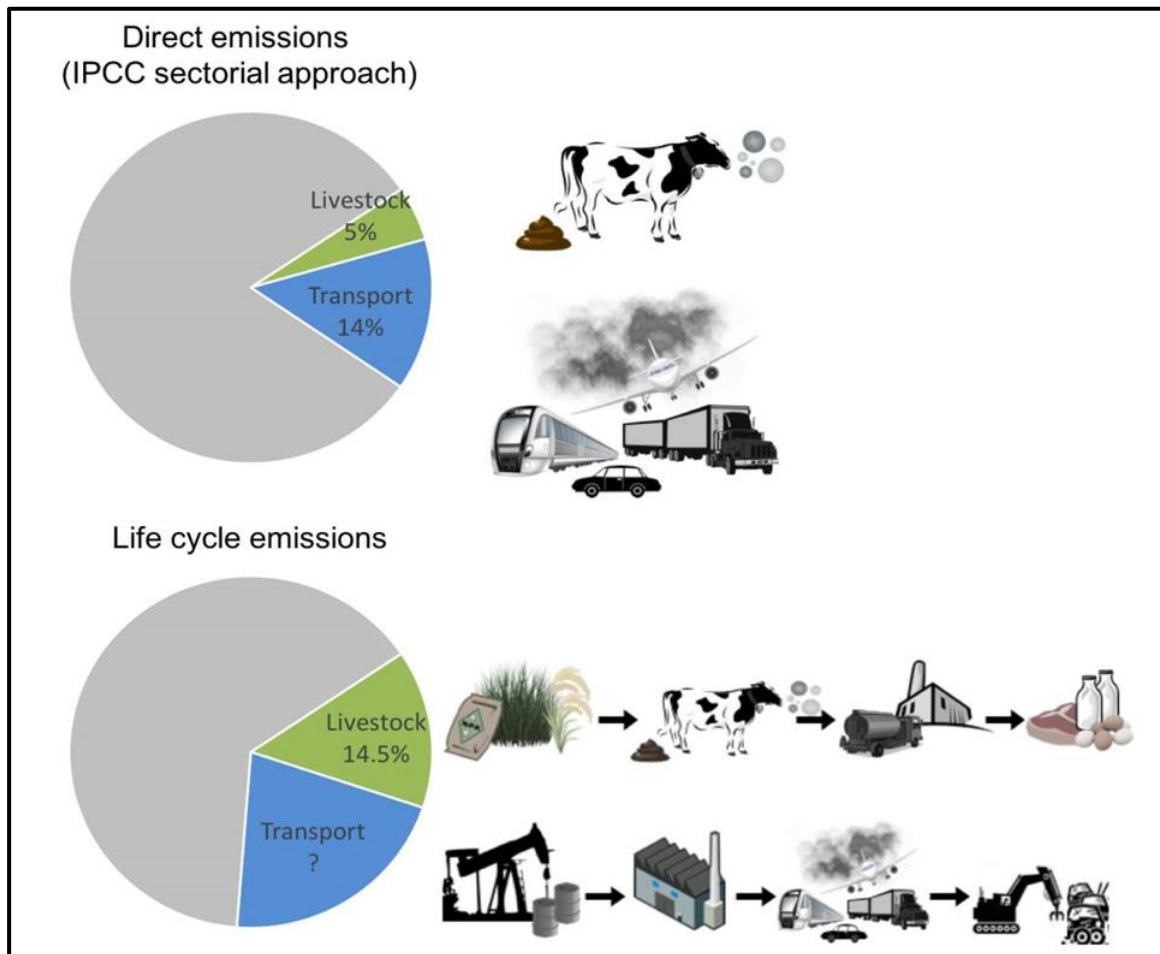 Direct emissions
(IPCC sectorial approach)
Livestock
5%
Transport
14%
Life cycle emissions
Livestock
14.5%
Transport
?